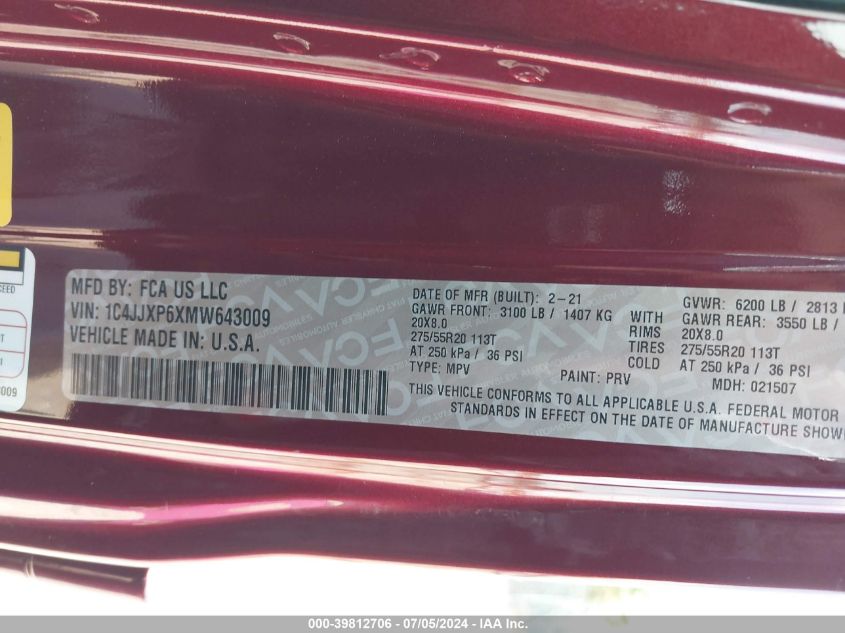 CEED
3009
MFD BY: FCA US LLC
VIN: 1C4JJXP6XMW643009
VEHICLE MADE IN: U.S.A.
DATE OF MFR (BUILT): 2-21
GAWR FRONT: 3100 LB / 1407 KG WITH
20X8.0 RIMS
275/55R20 113T TIRES
AT 250 kPa / 36 PSI COLD
TYPE: MPV PAINT: PRV
GVWR: 6200 LB / 2813
GAWR REAR: 3550 LB /
20X8.0
275/55R20 113T
AT 250 kPa / 36 PSI
MDH: 021507
THIS VEHICLE CONFORMS TO ALL APPLICABLE U.S.A. FEDERAL MOTOR
STANDARDS IN EFFECT ON THE DATE OF MANUFACTURE SHOW
000-39812706 - 07/05/2024 - IAA Inc.